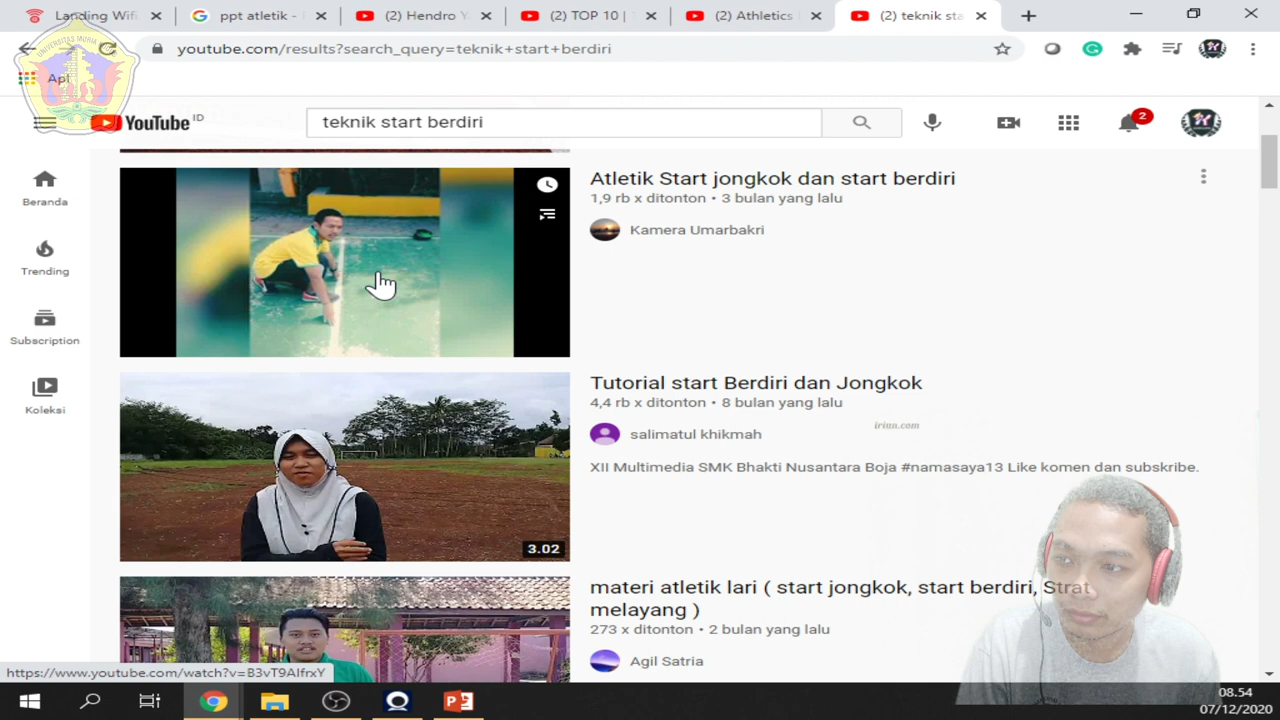 Landing Wifi
ppt atletik -
(2) Hendro Y
(2) TOP 10 |
(2) Athletics
(2) teknik sta
youtube.com/results?search_query=teknik+start+berdiri
Apl
YouTube ID
teknik start berdiri
2
Beranda
Trending
Subscription
Koleksi
Atletik Start jongkok dan start berdiri
1,9 rb x ditonton • 3 bulan yang lalu
Kamera Umarbakri
Tutorial start Berdiri dan Jongkok
4,4 rb x ditonton • 8 bulan yang lalu
salimatul khikmah
irinn.com
XII Multimedia SMK Bhakti Nusantara Boja #namasaya13 Like komen dan subskribe.
3.02
materi atletik lari ( start jongkok, start berdiri, Strat
melayang )
273 x ditonton • 2 bulan yang lalu
Agil Satria
https://www.youtube.com/watch?v=B3vT9AIfrxY
08.54
07/12/2020